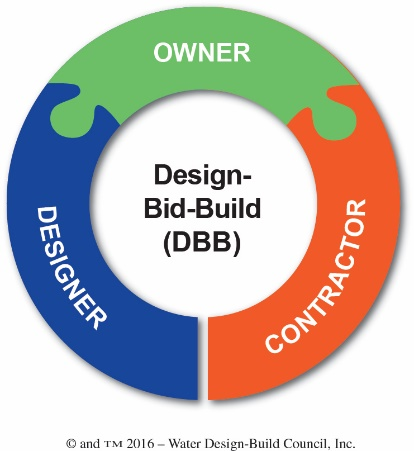 OWNER
Design-
Bid-Build
(DBB)
DESIGNER
CONTRACTOR
© and ™ 2016 – Water Design-Build Council, Inc.